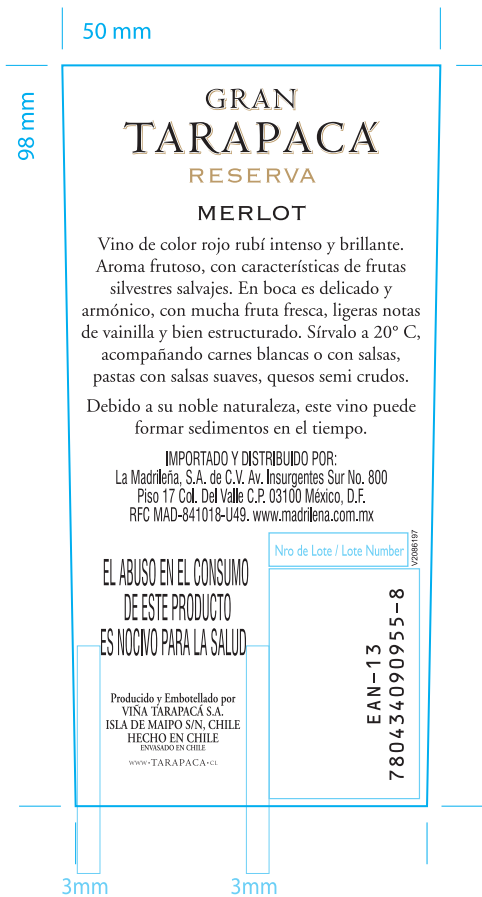 50 mm
98 mm
GRAN
TARAPACÁ
RESERVA
MERLOT
Vino de color rojo rubí intenso y brillante.
Aroma frutoso, con características de frutas
silvestres salvajes. En boca es delicado y
armónico, con mucha fruta fresca, ligeras notas
de vainilla y bien estructurado. Sírvalo a 20° C,
acompañando carnes blancas o con salsas,
pastas con salsas suaves, quesos semi crudos.
Debido a su noble naturaleza, este vino puede
formar sedimentos en el tiempo.
IMPORTADO Y DISTRIBUIDO POR:
La Madrileña, S.A. de C.V. Av. Insurgentes Sur No. 800
Piso 17 Col. Del Valle C.P. 03100 México, D.F.
RFC MAD-841018-U49. www.madrilena.com.mx
Nro de Lote / Lote Number
V2086197
EL ABUSO EN EL CONSUMO
DE ESTE PRODUCTO
ES NOCIVO PARA LA SALUD
EAN-13
780434090955-8
Producido y Embotellado por
VIÑA TARAPACÁ S.A.
ISLA DE MAIPO S/N, CHILE
HECHO EN CHILE
ENVASADO EN CHILE
WWW•TARAPACA•CL
3mm
3mm